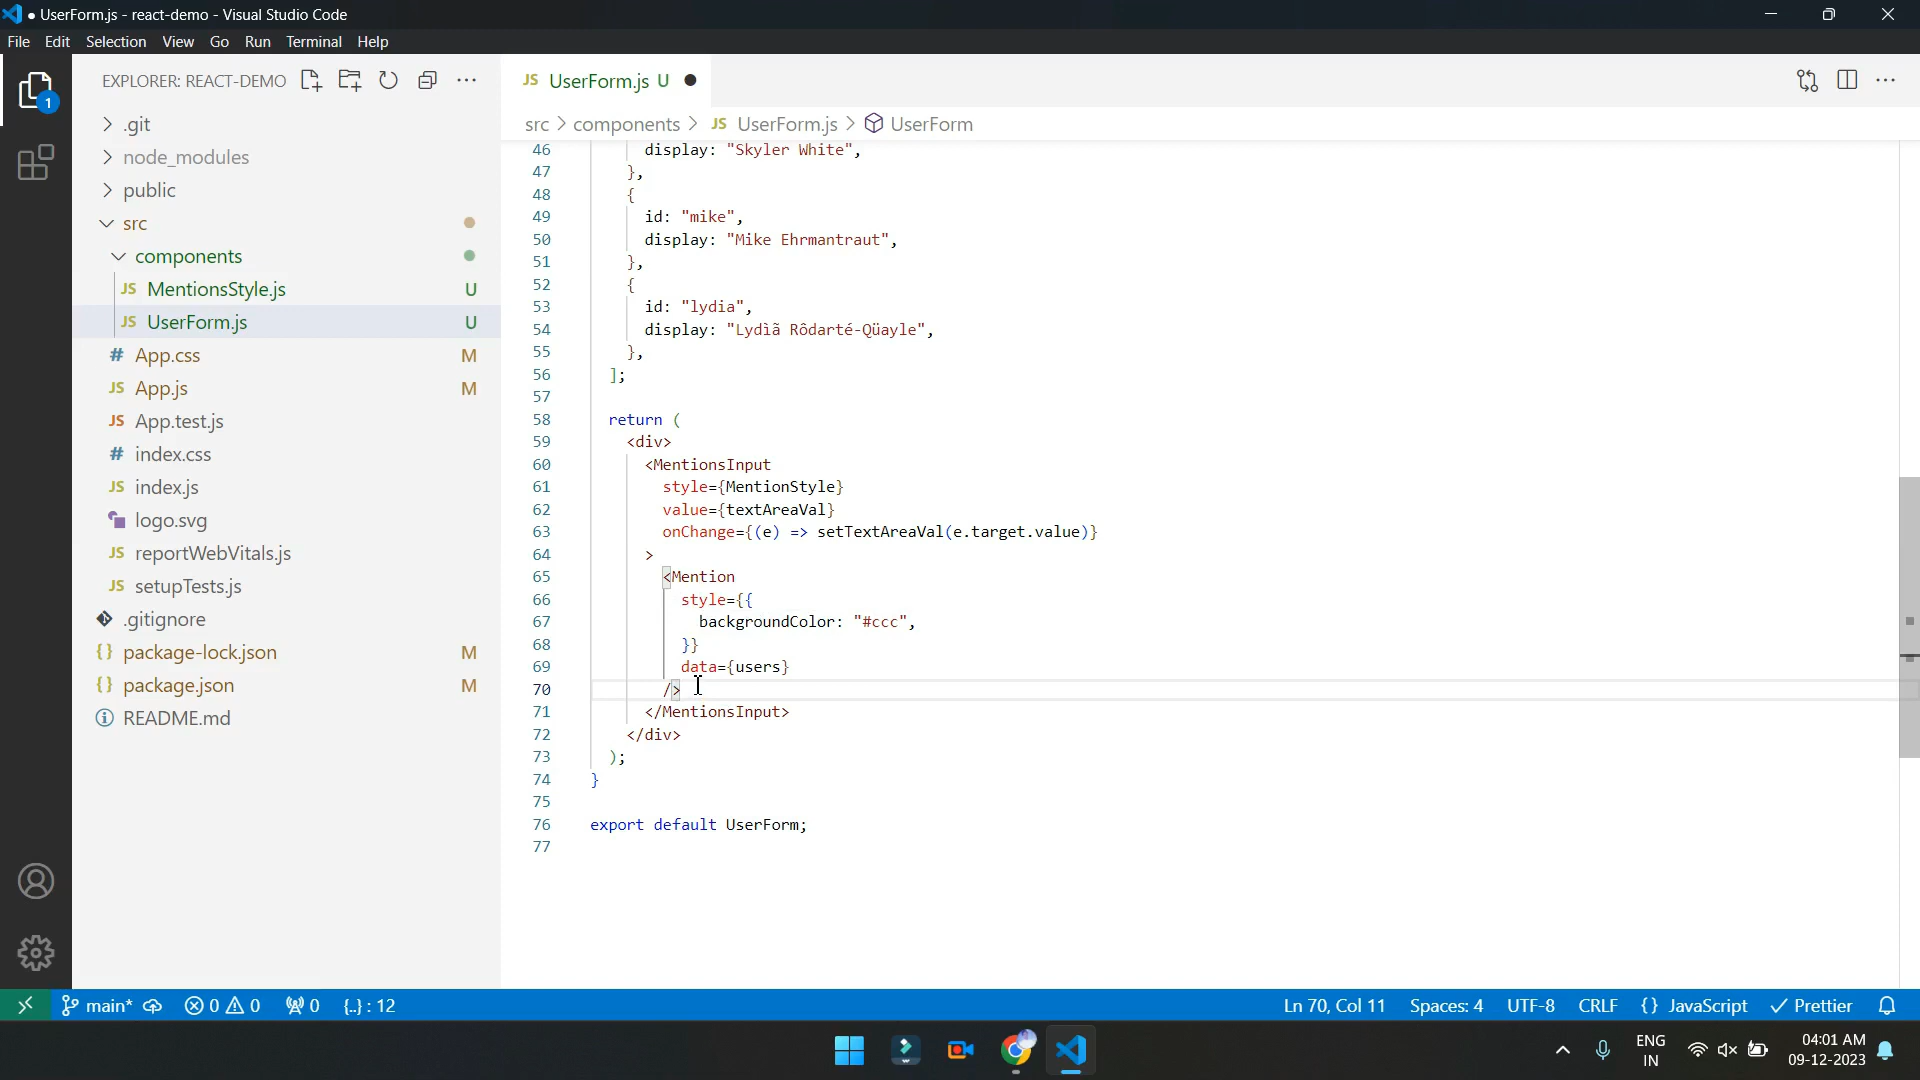 UserForm.js - react-demo - Visual Studio Code
File Edit Selection View Go Run Terminal Help
EXPLORER: REACT-DEMO
JS UserForm.js U
.git
src components JS UserForm.js UserForm
node_modules
public
src
components
JS MentionsStyle.js U
JS UserForm.js U
# App.css M
JS App.js M
JS App.test.js
# index.css
JS index.js
logo.svg
JS reportWebVitals.js
JS setupTests.js
.gitignore
{} package-lock.json M
{} package.json M
README.md
1
46 display: "Skyler White",
47 },
48 {
49 id: "mike",
50 display: "Mike Ehrmantraut",
51 },
52 {
53 id: "lydia",
54 display: "Lydìã Rôdarté-Qüayle",
55 },
56 ];
57
58 return (
59 <div>
60 <MentionsInput
61 style={MentionStyle}
62 value={textAreaVal}
63 onChange={(e) => setTextAreaVal(e.target.value)}
64 >
65 <Mention
66 style={{
67 backgroundColor: "#ccc",
68 }}
69 data={users}
70 />
71 </MentionsInput>
72 </div>
73 );
74 }
75
76 export default UserForm;
77
main* 0 0 0 {..} : 12 Ln 70, Col 11 Spaces: 4 UTF-8 CRLF {} JavaScript Prettier
ENG
IN
04:01 AM
09-12-2023